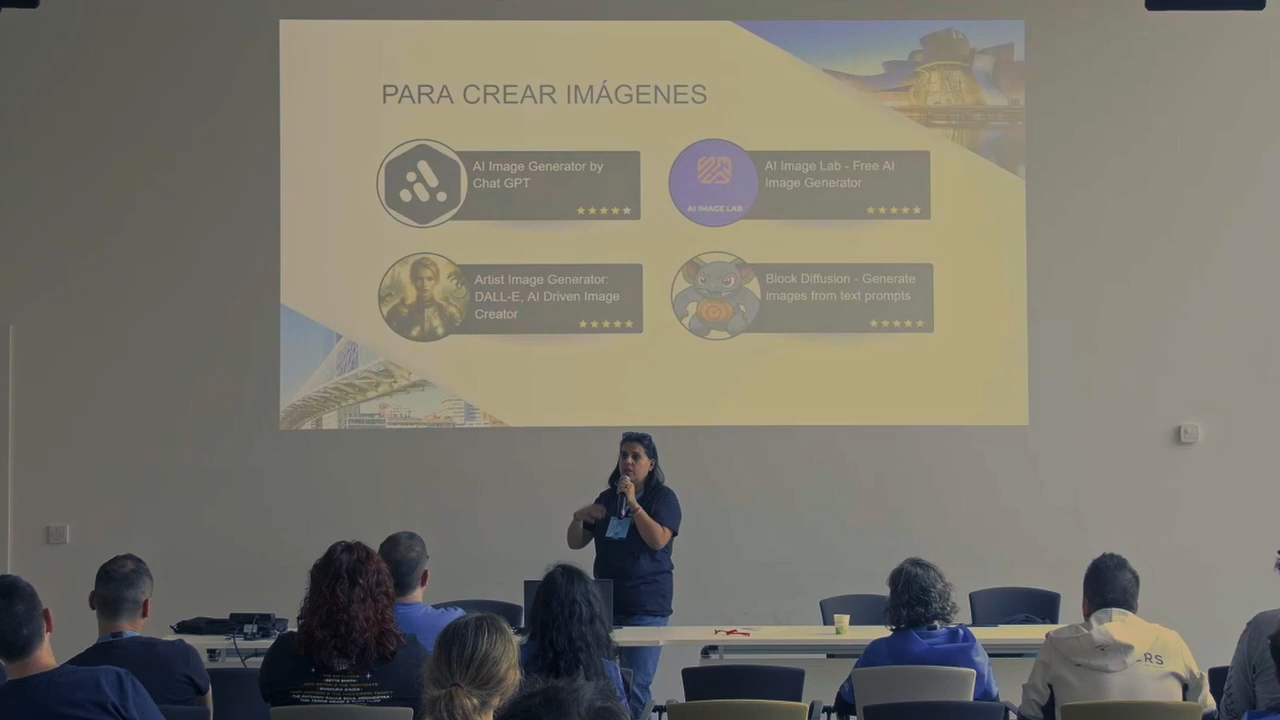 PARA CREAR IMÁGENES
AI Image Generator by
Chat GPT
AI Image Lab - Free AI
Image Generator
AI IMAGE LAB
Artist Image Generator:
DALL-E, AI Driven Image
Creator
Block Diffusion - Generate
images from text prompts
RS